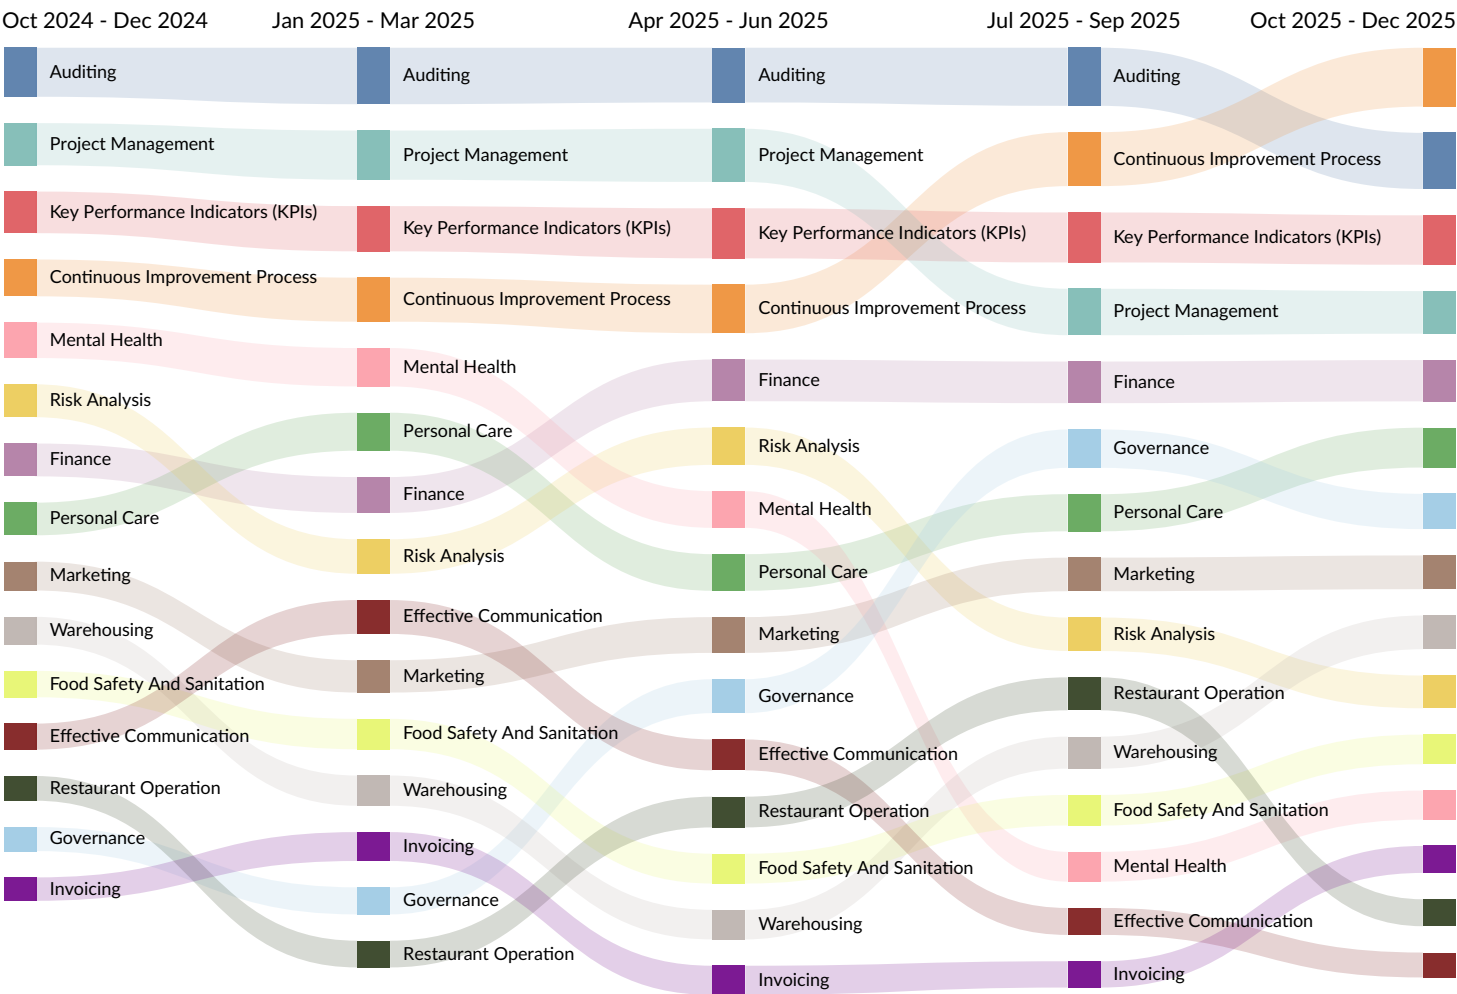 Oct 2024 - Dec 2024
Jan 2025 - Mar 2025
Apr 2025 - Jun 2025
Jul 2025 - Sep 2025
Oct 2025 - Dec 2025
Auditing
Project Management
Key Performance Indicators (KPIs)
Continuous Improvement Process
Mental Health
Risk Analysis
Finance
Personal Care
Marketing
Warehousing
Food Safety And Sanitation
Effective Communication
Restaurant Operation
Governance
Invoicing
Auditing
Project Management
Key Performance Indicators (KPIs)
Continuous Improvement Process
Mental Health
Personal Care
Finance
Risk Analysis
Effective Communication
Marketing
Food Safety And Sanitation
Warehousing
Invoicing
Governance
Restaurant Operation
Auditing
Project Management
Key Performance Indicators (KPIs)
Continuous Improvement Process
Finance
Risk Analysis
Mental Health
Personal Care
Marketing
Governance
Effective Communication
Restaurant Operation
Food Safety And Sanitation
Warehousing
Invoicing
Auditing
Continuous Improvement Process
Key Performance Indicators (KPIs)
Project Management
Finance
Governance
Personal Care
Marketing
Risk Analysis
Restaurant Operation
Warehousing
Food Safety And Sanitation
Mental Health
Effective Communication
Invoicing